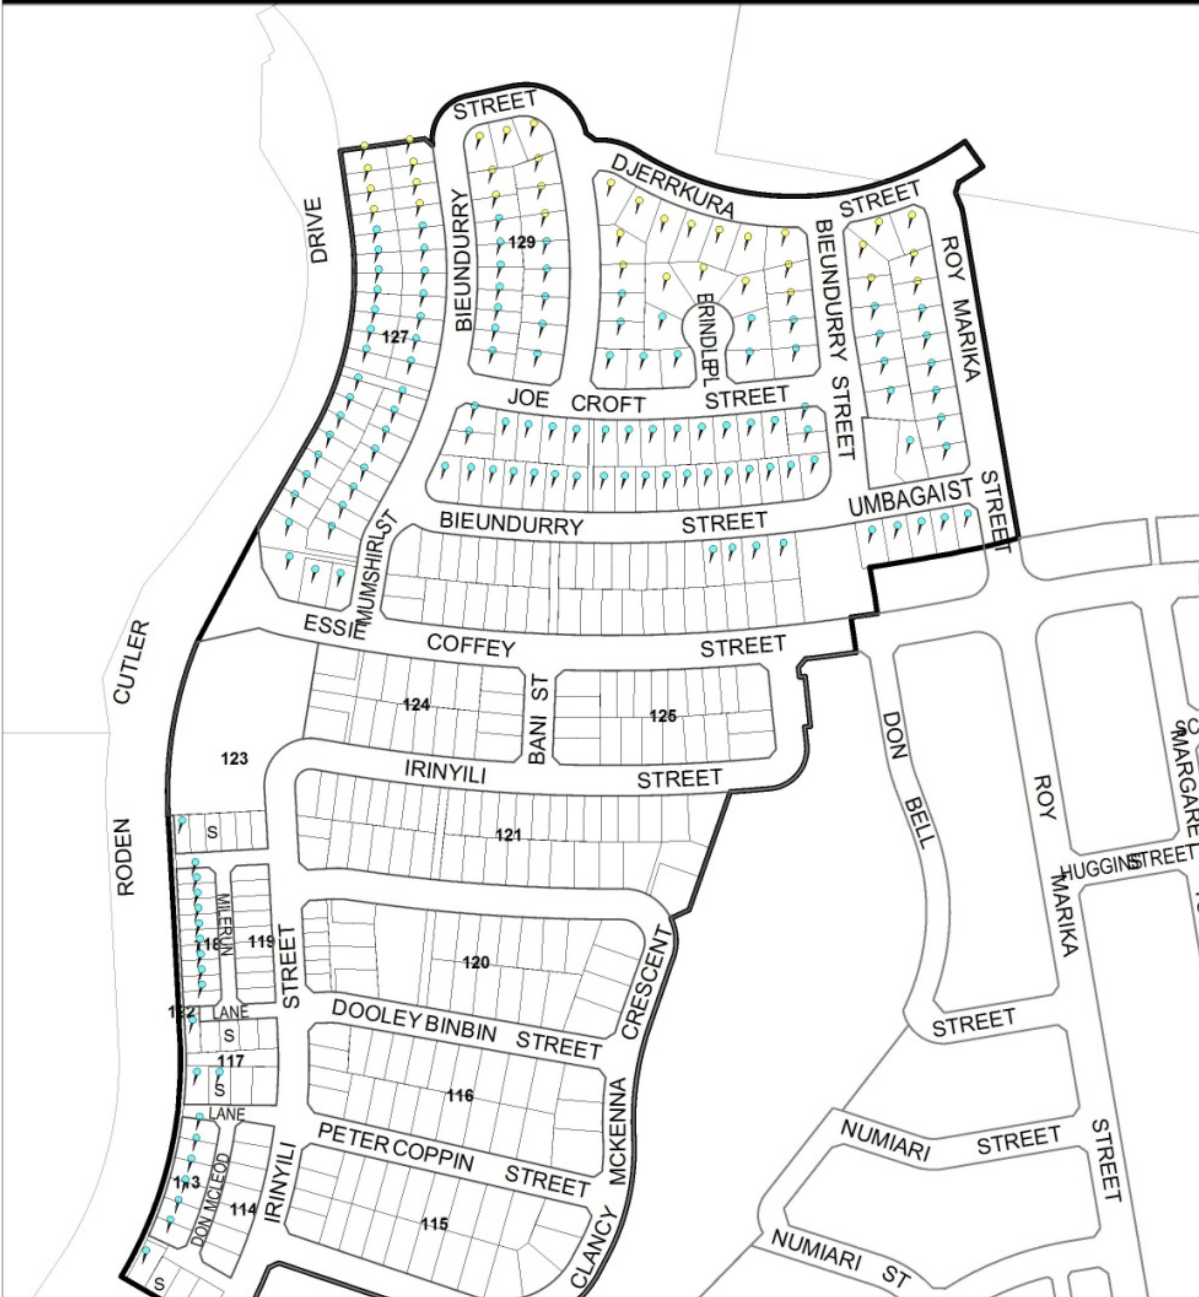 STREET
DJERRKURA
STREET
DRIVE
BIEUNDURRY
129
BIEUNDURRY
STREET
ROY MARIKA
STREET
BRINDLE
PL
127
JOE CROFT STREET
UMBAGAI ST
BIEUNDURRY STREET
MUMSHIRL ST
ESSIE COFFEY STREET
CUTLER
124
BANI ST
125
DON BELL
123
IRINYILI STREET
ROY
MARIKA
RODEN
S
121
HUGGINS STREET
MILERUN
118
119
STREET
120
CRESCENT
122
LANE
DOOLEY BINBIN STREET
STREET
S
117
S
116
LANE
MCKENNA
PETER COPPIN STREET
NUMIARI STREET
STREET
113
DON MCLEOD
114
IRINYILI
115
CLANCY
NUMIARI ST
S